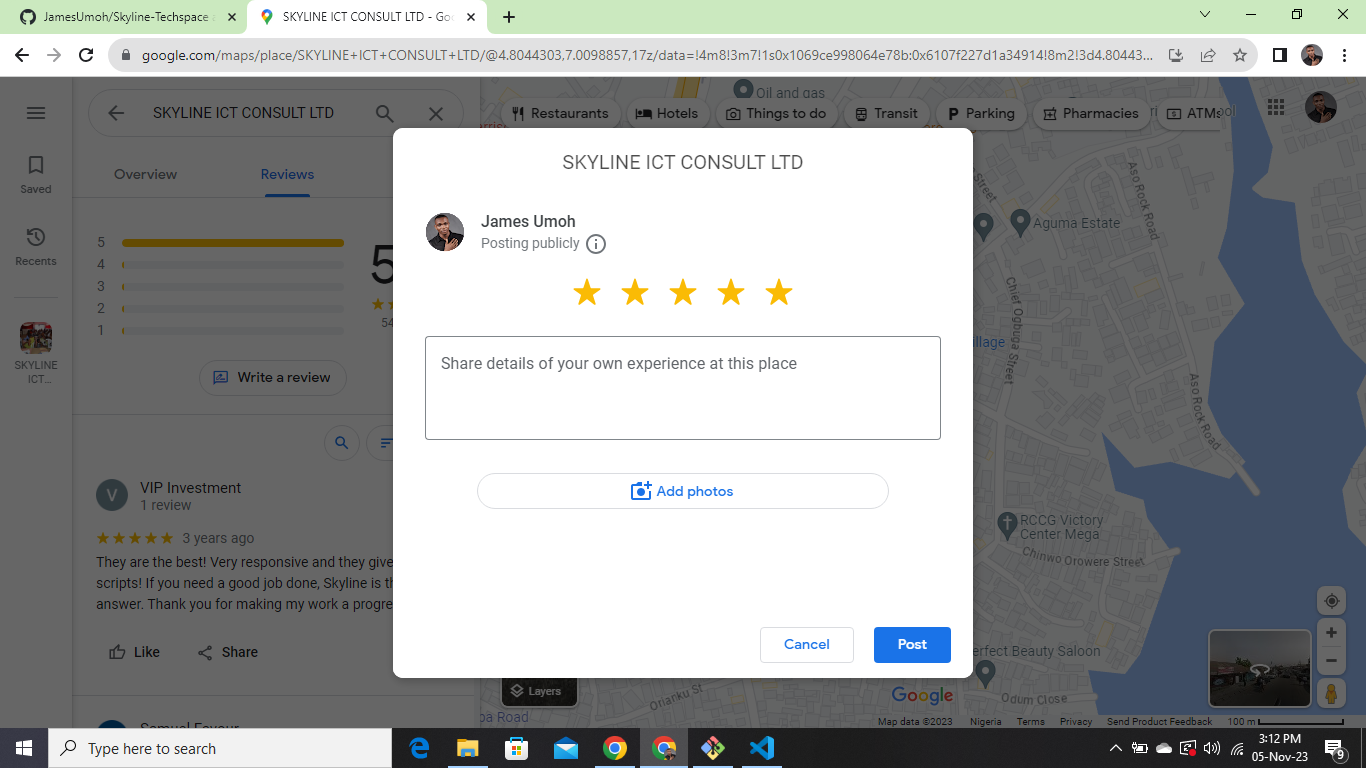 JamesUmoh/Skyline-Techspace a
SKYLINE ICT CONSULT LTD - Goo
google.com/maps/place/SKYLINE+ICT+CONSULT+LTD/@4.8044303,7.0098857,17z/data=!4m8!3m7!1s0x1069ce998064e78b:0x6107f227d1a34914!8m2!3d4.80443...
SKYLINE ICT CONSULT LTD
Oil and gas
Restaurants
Hotels
Things to do
Transit
Parking
Pharmacies
ATMs
Saved
Recents
SKYLINE
ICT...
Overview
Reviews
5
4
3
2
1
5
54
Write a review
VIP Investment
V
1 review
3 years ago
They are the best! Very responsive and they give
scripts! If you need a good job done, Skyline is th
answer. Thank you for making my work a progre
Like
Share
Samuel Favour
SKYLINE ICT CONSULT LTD
James Umoh
Posting publicly
Share details of your own experience at this place
Add photos
Cancel
Post
Street
Aso Rock Road
Aguma Estate
Chief Ogbuga Street
llage
Aso Rock Road
RCCG Victory
Center Mega
Chinwo Orowere Street
erfect Beauty Saloon
Odum Close
Orianku St
Layers
Google
Map data ©2023
Nigeria
Terms
Privacy
Send Product Feedback
100 m
Type here to search
3:12 PM
05-Nov-23
9